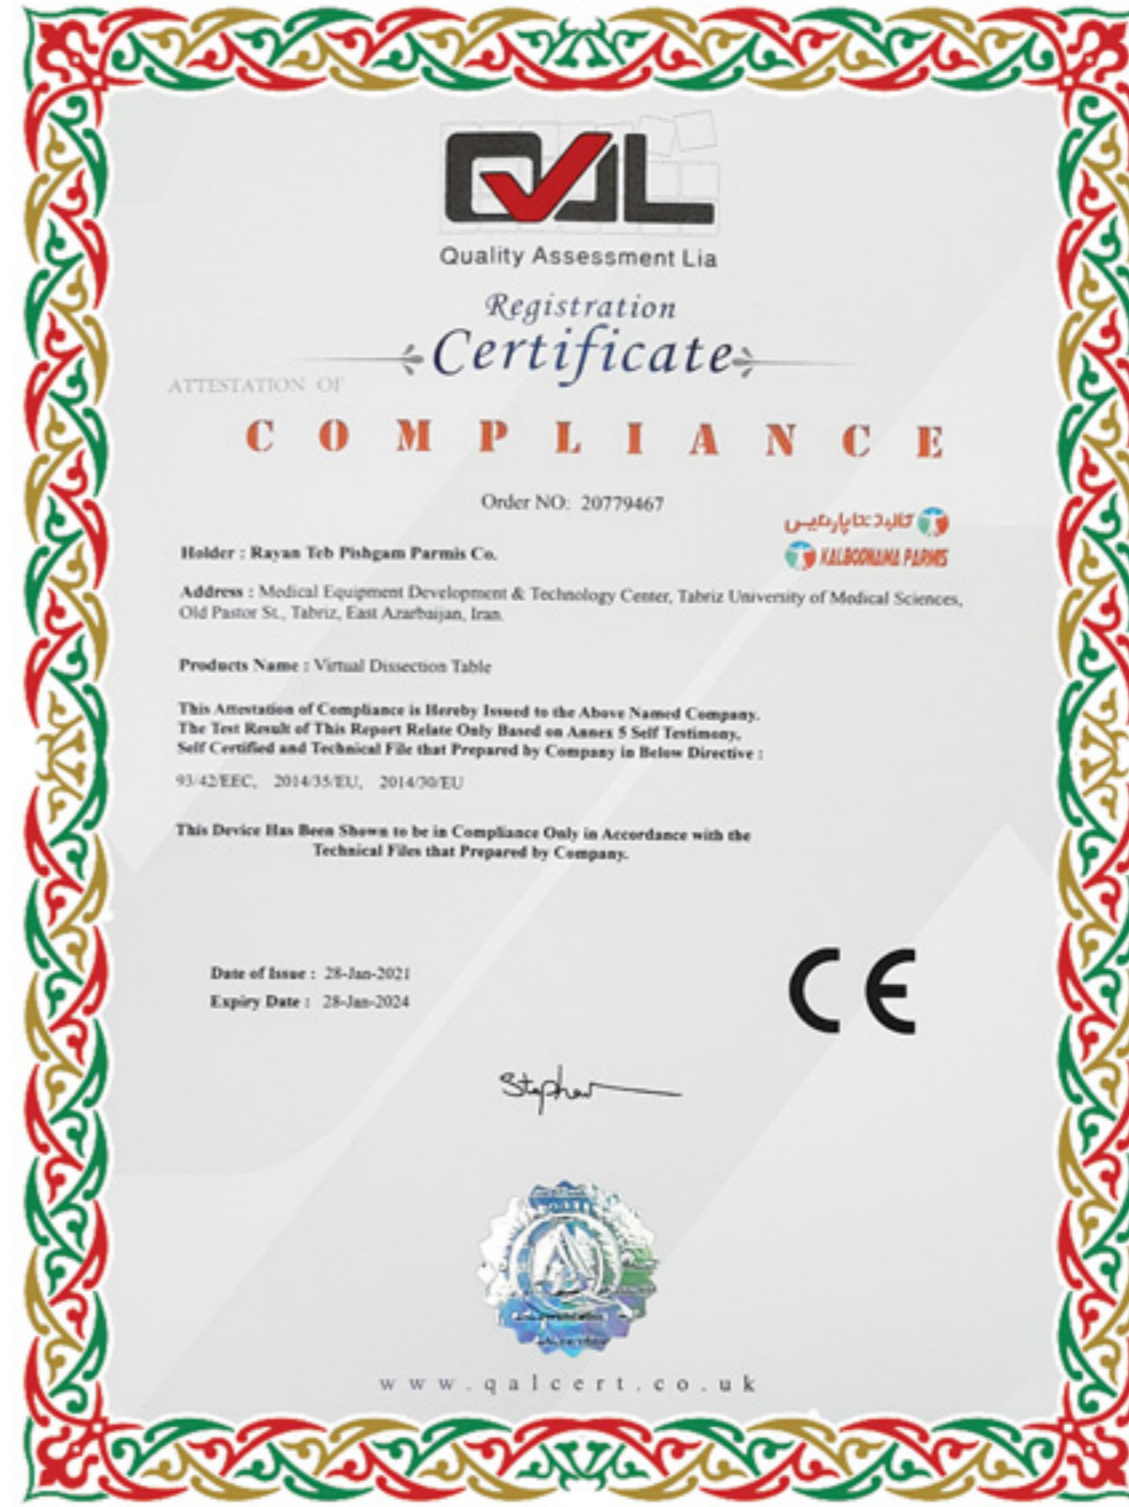 QAL
Quality Assessment Lia
Registration
Certificate
ATTESTATION OF
COMPLIANCE
Order NO: 20779467
کالبدنما پارمیس
KALBODNAMA PARMIS
Holder : Rayan Teb Pishgam Parmis Co.
Address : Medical Equipment Development & Technology Center, Tabriz University of Medical Sciences,
Old Pastor St., Tabriz, East Azarbaijan, Iran.
Products Name : Virtual Dissection Table
This Attestation of Compliance is Hereby Issued to the Above Named Company.
The Test Result of This Report Relate Only Based on Annex 5 Self Testimony,
Self Certified and Technical File that Prepared by Company in Below Directive :
93/42/EEC, 2014/35/EU, 2014/30/EU
This Device Has Been Shown to be in Compliance Only in Accordance with the
Technical Files that Prepared by Company.
Date of Issue : 28-Jan-2021
Expiry Date : 28-Jan-2024
CE
www.qalcert.co.uk